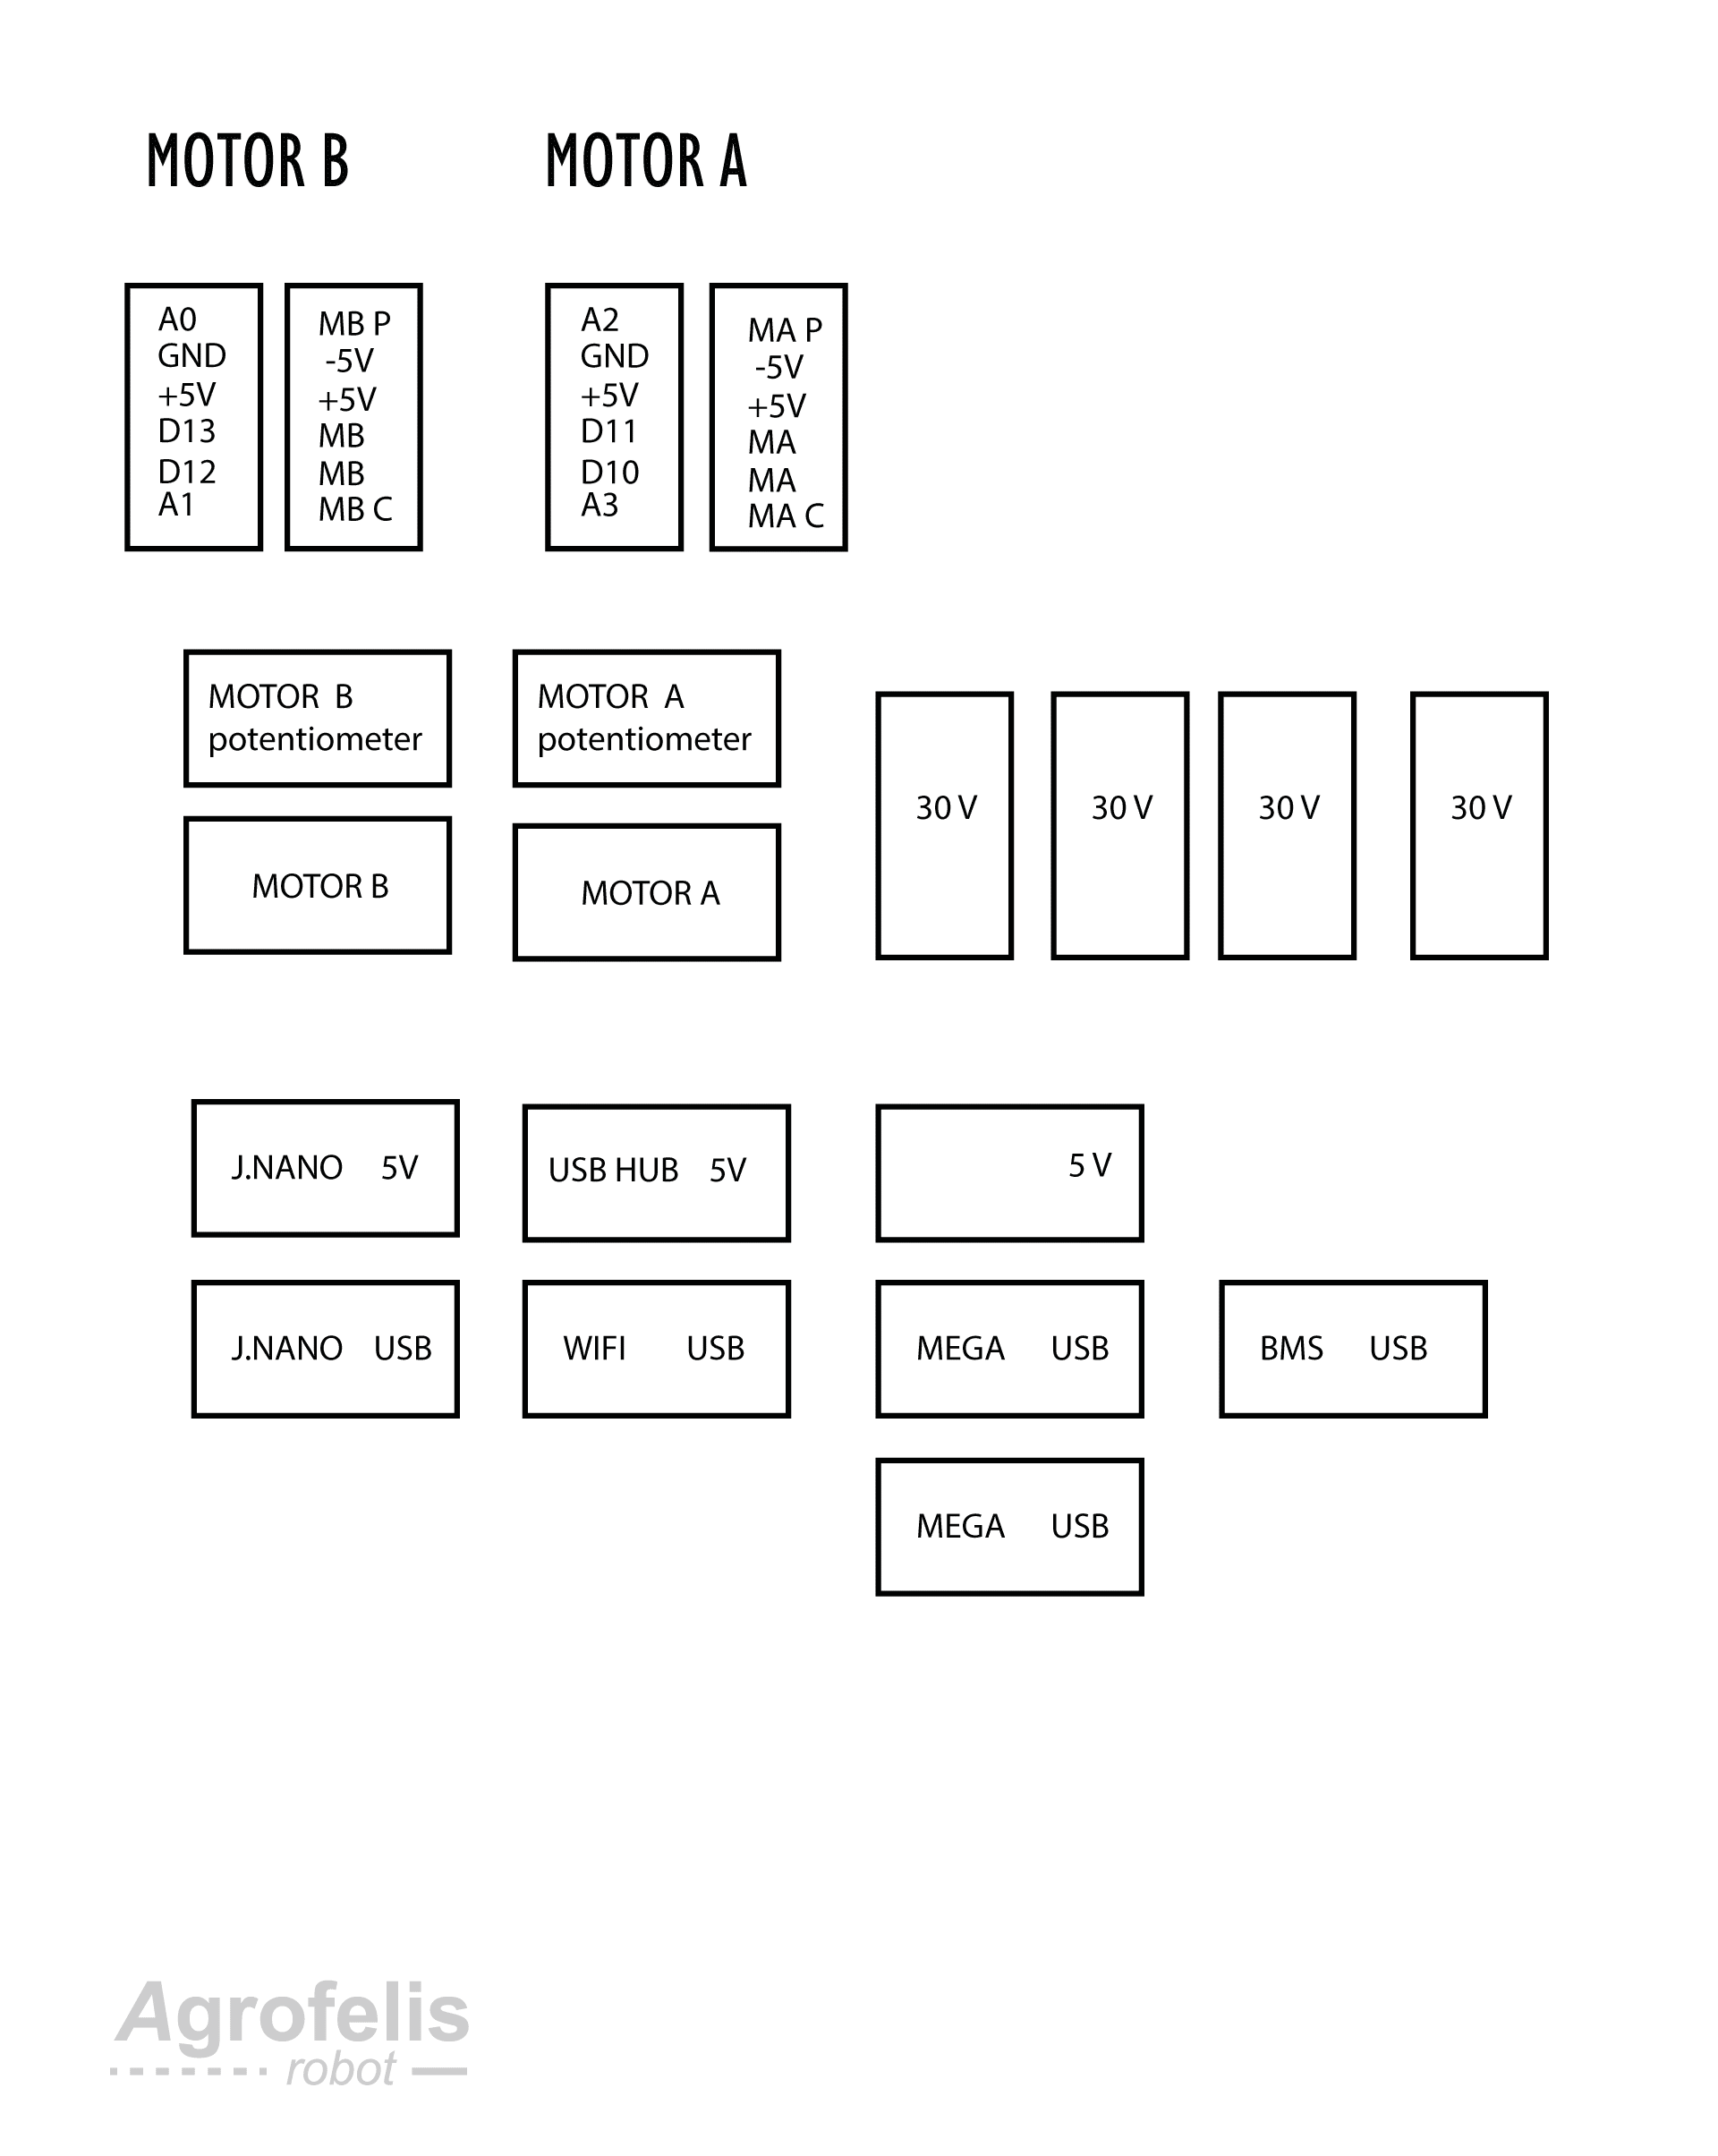 MOTOR B
MOTOR A
A0
GND
+5V
D13
D12
A1
MB P
-5V
+5V
MB
MB
MB C
A2
GND
+5V
D11
D10
A3
MA P
-5V
+5V
MA
MA
MA C
MOTOR B
potentiometer
MOTOR A
potentiometer
MOTOR B
MOTOR A
30 V
30 V
30 V
30 V
J.NANO 5V
USB HUB 5V
5 V
J.NANO USB
WIFI USB
MEGA USB
BMS USB
MEGA USB
Agrofelis
robot